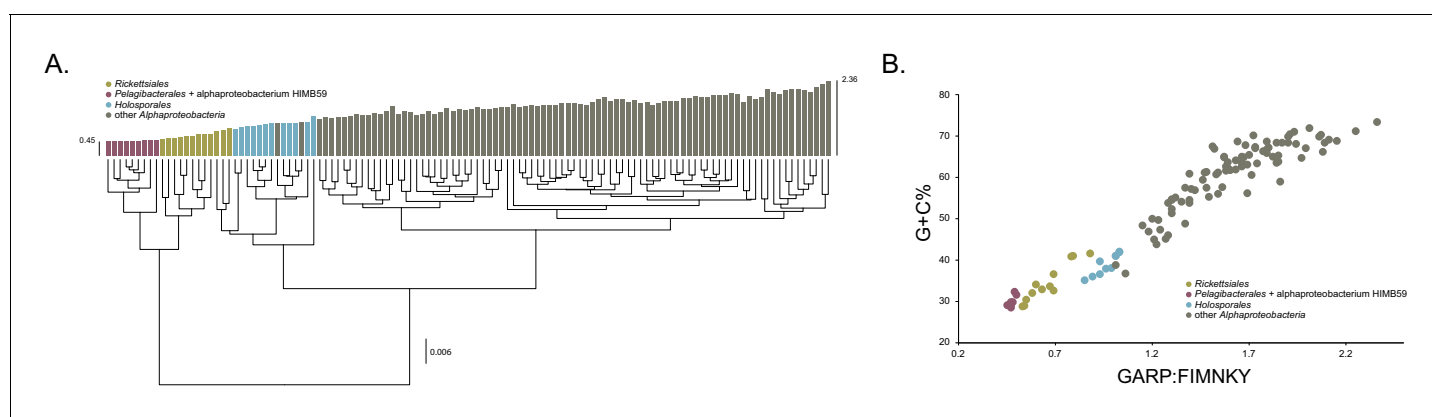 A.
Rickettsiales
Pelagibacterales + alphaproteobacterium HIMB59
Holosporales
other Alphaproteobacteria
0.45
2.36
0.006
B.
80
70
60
50
40
30
20
G+C%
Rickettsiales
Pelagibacterales + alphaproteobacterium HIMB59
Holosporales
other Alphaproteobacteria
0.2 0.7 1.2 1.7 2.2
GARP:FIMNKY